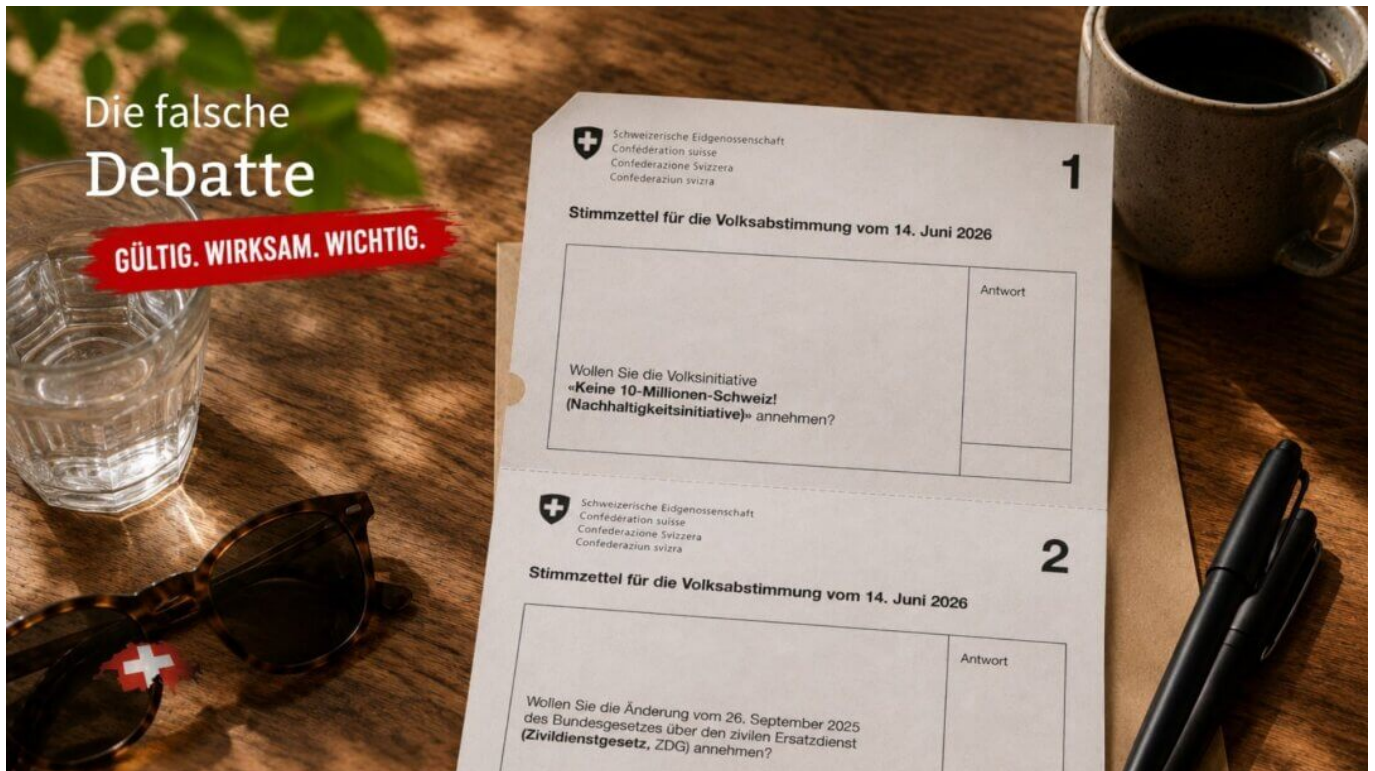 Die falsche
Debatte
GÜLTIG. WIRKSAM. WICHTIG.
Schweizerische Eidgenossenschaft
Confédération suisse
Confederazione Svizzera
Confederaziun svizra
1
Stimmzettel für die Volksabstimmung vom 14. Juni 2026
Antwort
Wollen Sie die Volksinitiative
«Keine 10-Millionen-Schweiz!
(Nachhaltigkeitsinitiative)» annehmen?
Schweizerische Eidgenossenschaft
Confédération suisse
Confederazione Svizzera
Confederaziun svizra
2
Stimmzettel für die Volksabstimmung vom 14. Juni 2026
Antwort
Wollen Sie die Änderung vom 26. September 2025
des Bundesgesetzes über den zivilen Ersatzdienst
(Zivildienstgesetz, ZDG) annehmen?